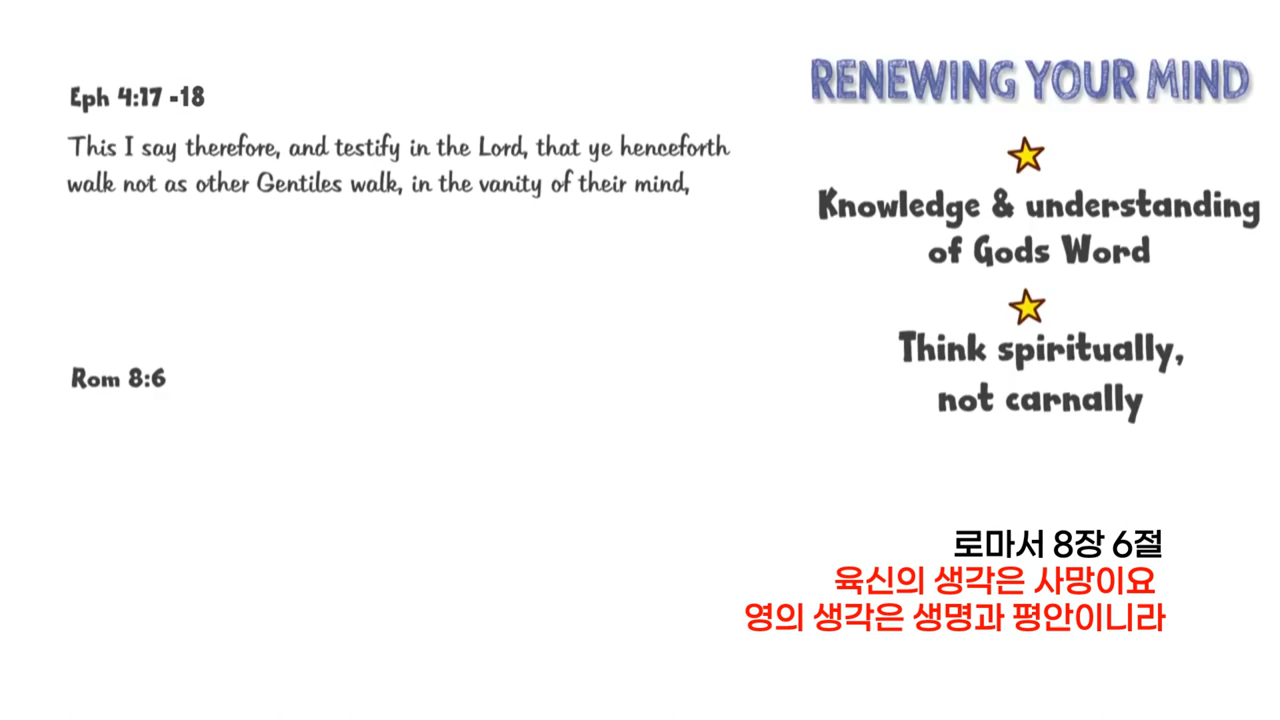 Eph 4:17 -18
This I say therefore, and testify in the Lord, that ye henceforth
walk not as other Gentiles walk, in the vanity of their mind,
Rom 8:6
RENEWING YOUR MIND
Knowledge & understanding
of Gods Word
Think spiritually,
not carnally
로마서 8장 6절
육신의 생각은 사망이요
영의 생각은 생명과 평안이니라